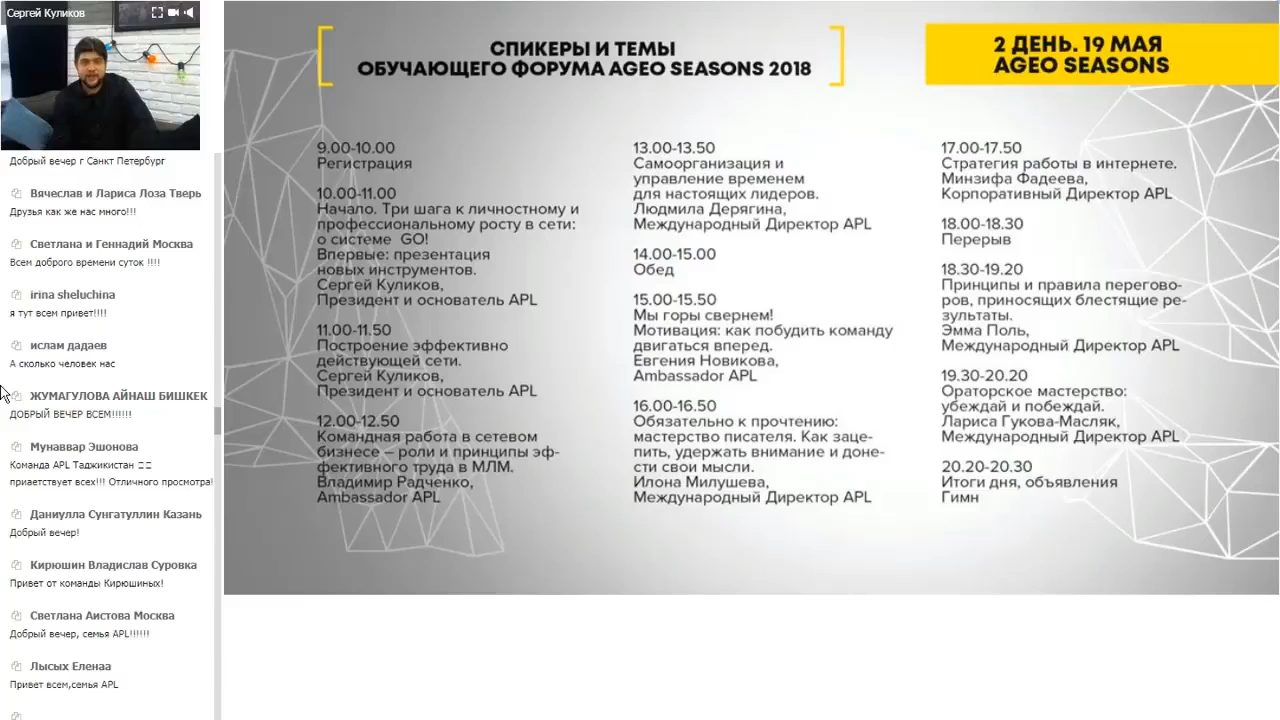 Сергей Куликов
Добрый вечер г Санкт Петербург
Вячеслав и Лариса Лоза Тверь
Друзья как же нас много!!!
Светлана и Геннадий Москва
Всем доброго времени суток !!!!
irina sheluchina
я тут всем привет!!!!
ислам дадаев
А сколько человек нас
ЖУМАГУЛОВА АЙНАШ БИШКЕК
ДОБРЫЙ ВЕЧЕР ВСЕМ!!!!!!
Мунаввар Эшонова
Команда APL Таджикистан
приаетствует всех!!! Отличного просмотра!
Даниулла Сунгатуллин Казань
Добрый вечер!
Кирюшин Владислав Суровка
Привет от команды Кирюшиных!
Светлана Аистова Москва
Добрый вечер, семья APL!!!!!!
Лысых Еленаа
Привет всем,семья APL
СПИКЕРЫ И ТЕМЫ
ОБУЧАЮЩЕГО ФОРУМА AGEO SEASONS 2018
2 ДЕНЬ. 19 МАЯ
AGEO SEASONS
9.00-10.00
Регистрация
10.00-11.00
Начало. Три шага к личностному и
профессиональному росту в сети:
о системе GO!
Впервые: презентация
новых инструментов.
Сергей Куликов,
Президент и основатель APL
11.00-11.50
Построение эффективно
действующей сети.
Сергей Куликов,
Президент и основатель APL
12.00-12.50
Командная работа в сетевом
бизнесе – роли и принципы эф-
фективного труда в МЛМ.
Владимир Радченко,
Ambassador APL
13.00-13.50
Самоорганизация и
управление временем
для настоящих лидеров.
Людмила Дерягина,
Международный Директор APL
14.00-15.00
Обед
15.00-15.50
Мы горы свернем!
Мотивация: как побудить команду
двигаться вперед.
Евгения Новикова,
Ambassador APL
16.00-16.50
Обязательно к прочтению:
мастерство писателя. Как заце-
пить, удержать внимание и доне-
сти свои мысли.
Илона Милушева,
Международный Директор APL
17.00-17.50
Стратегия работы в интернете.
Минзифа Фадеева,
Корпоративный Директор APL
18.00-18.30
Перерыв
18.30-19.20
Принципы и правила перегово-
ров, приносящих блестящие ре-
зультаты.
Эмма Поль,
Международный Директор APL
19.30-20.20
Ораторское мастерство:
убеждай и побеждай.
Лариса Гукова-Масляк,
Международный Директор APL
20.20-20.30
Итоги дня, объявления
Гимн